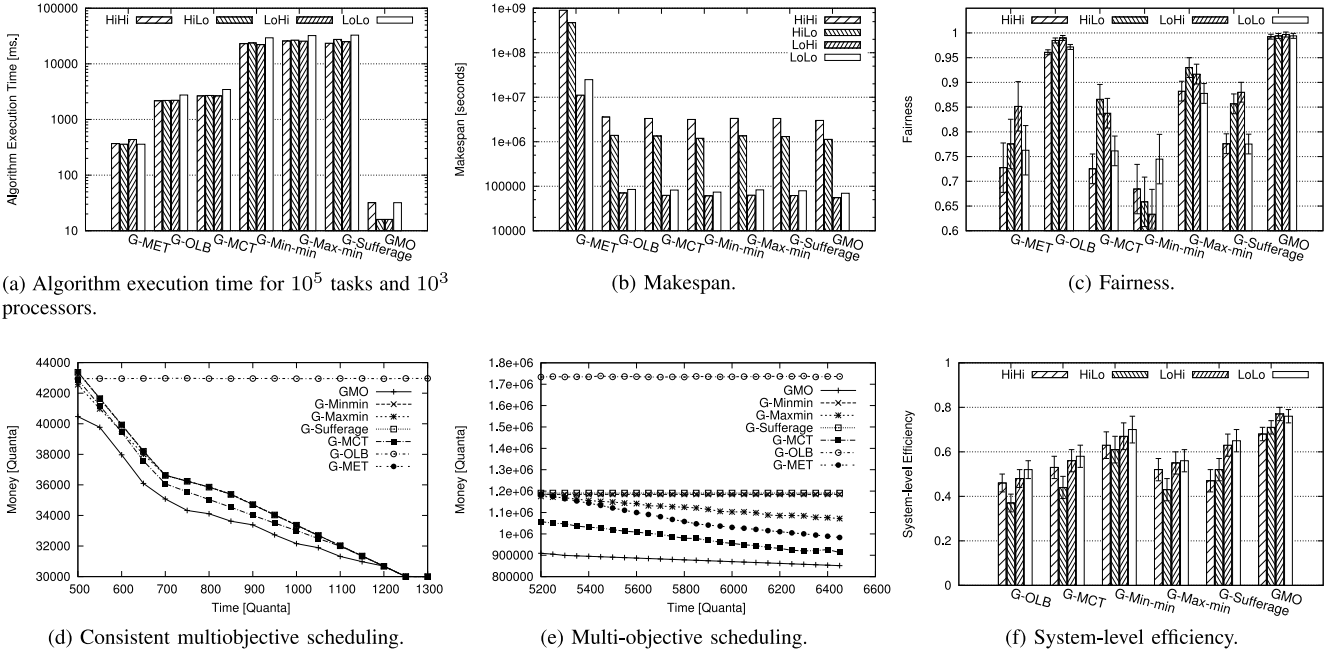 HiHi HiLo LoHi LoLo
Algorithm Execution Time [ms.]
100000
10000
1000
100
10
G-MET G-OLB G-MCT G-Min-min G-Max-min G-Sufferage GMO
(a) Algorithm execution time for 10⁵ tasks and 10³
processors.
HiHi
HiLo
LoHi
LoLo
Makespan [seconds]
1e+09
1e+08
1e+07
1e+06
100000
10000
G-MET G-OLB G-MCT G-Min-min G-Max-min G-Sufferage GMO
(b) Makespan.
HiHi HiLo LoHi LoLo
Fairness
1
0.95
0.9
0.85
0.8
0.75
0.7
0.65
0.6
G-MET G-OLB G-MCT G-Min-min G-Max-min G-Sufferage GMO
(c) Fairness.
Money [Quanta]
44000
42000
40000
38000
36000
34000
32000
30000
GMO
G-Minmin
G-Maxmin
G-Sufferage
G-MCT
G-OLB
G-MET
500 600 700 800 900 1000 1100 1200 1300
Time [Quanta]
(d) Consistent multiobjective scheduling.
Money [Quanta]
1.8e+06
1.7e+06
1.6e+06
1.5e+06
1.4e+06
1.3e+06
1.2e+06
1.1e+06
1e+06
900000
800000
GMO
G-Minmin
G-Maxmin
G-Sufferage
G-MCT
G-OLB
G-MET
5200 5400 5600 5800 6000 6200 6400 6600
Time [Quanta]
(e) Multi-objective scheduling.
HiHi HiLo LoHi LoLo
System-level Efficiency
1
0.8
0.6
0.4
0.2
0
G-OLB G-MCT G-Min-min G-Max-min G-Sufferage GMO
(f) System-level efficiency.